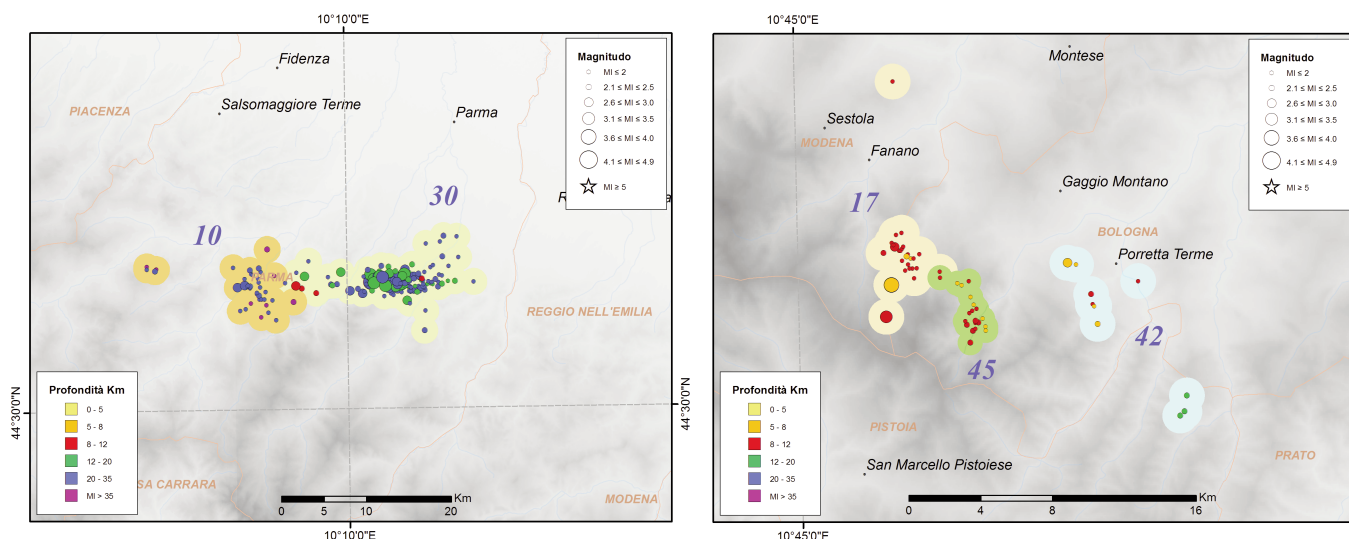 10°10'0"E
Fidenza
Salsomaggiore Terme
PIACENZA
Parma
Magnitudo
Ml ≤ 2
2.1 ≤ Ml ≤ 2.5
2.6 ≤ Ml ≤ 3.0
3.1 ≤ Ml ≤ 3.5
3.6 ≤ Ml ≤ 4.0
4.1 ≤ Ml ≤ 4.9
Ml ≥ 5
30
10
PARMA
REGGIO NELL'EMILIA
44°30'0"N
Profondità Km
0 - 5
5 - 8
8 - 12
12 - 20
20 - 35
Ml > 35
SA CARRARA
MODENA
Km
0 5 10 20
10°10'0"E
10°45'0"E
Montese
Sestola
MODENA
Fanano
Magnitudo
Ml ≤ 2
2.1 ≤ Ml ≤ 2.5
2.6 ≤ Ml ≤ 3.0
3.1 ≤ Ml ≤ 3.5
3.6 ≤ Ml ≤ 4.0
4.1 ≤ Ml ≤ 4.9
Ml ≥ 5
Gaggio Montano
17
BOLOGNA
Porretta Terme
42
45
44°30'0"N
Profondità Km
0 - 5
5 - 8
8 - 12
12 - 20
20 - 35
Ml > 35
PISTOIA
San Marcello Pistoiese
PRATO
Km
0 4 8 16
10°45'0"E